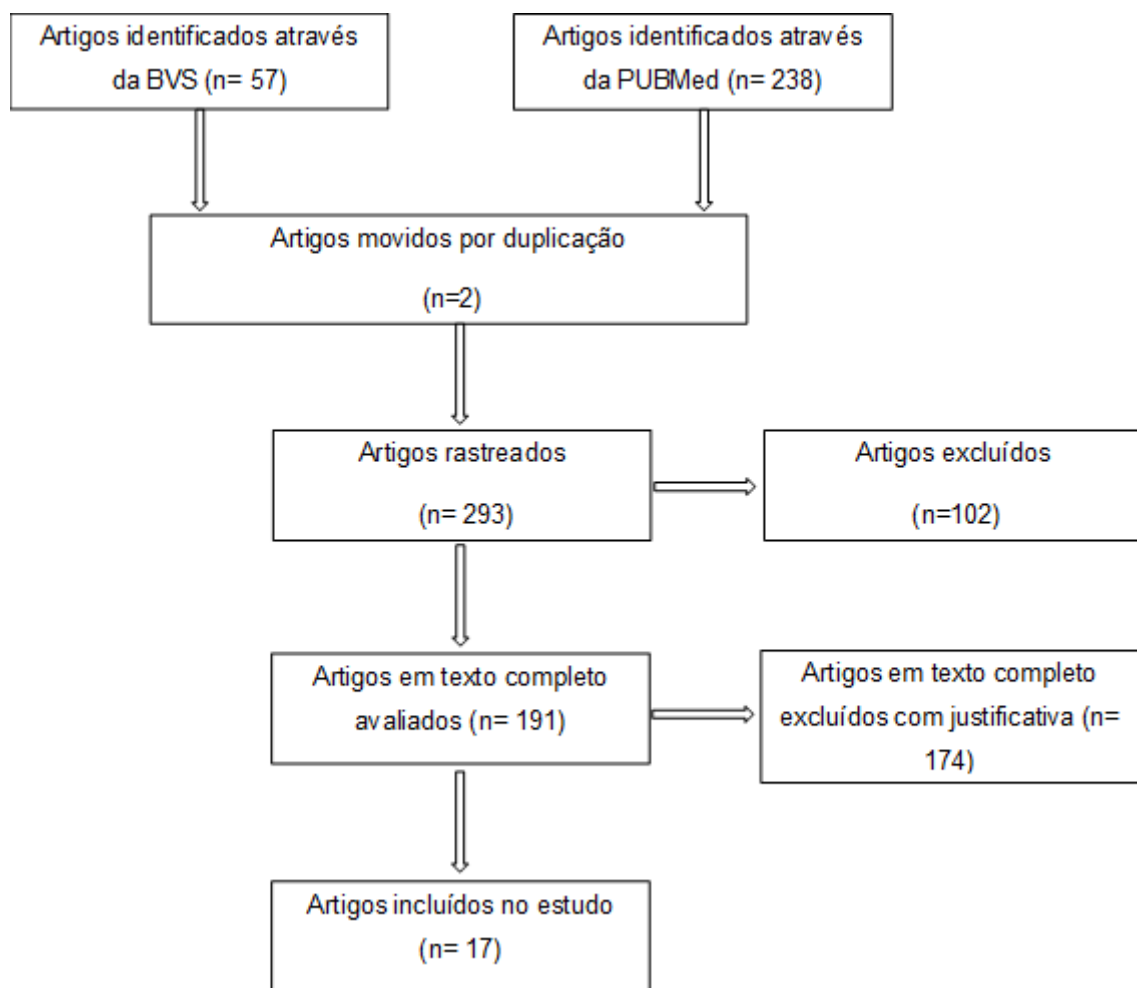 Artigos identificados através
da BVS (n= 57)
Artigos identificados através
da PUBMed (n= 238)
Artigos movidos por duplicação
(n=2)
Artigos rastreados
(n= 293)
Artigos excluídos
(n=102)
Artigos em texto completo
avaliados (n= 191)
Artigos em texto completo
excluídos com justificativa (n=
174)
Artigos incluídos no estudo
(n= 17)